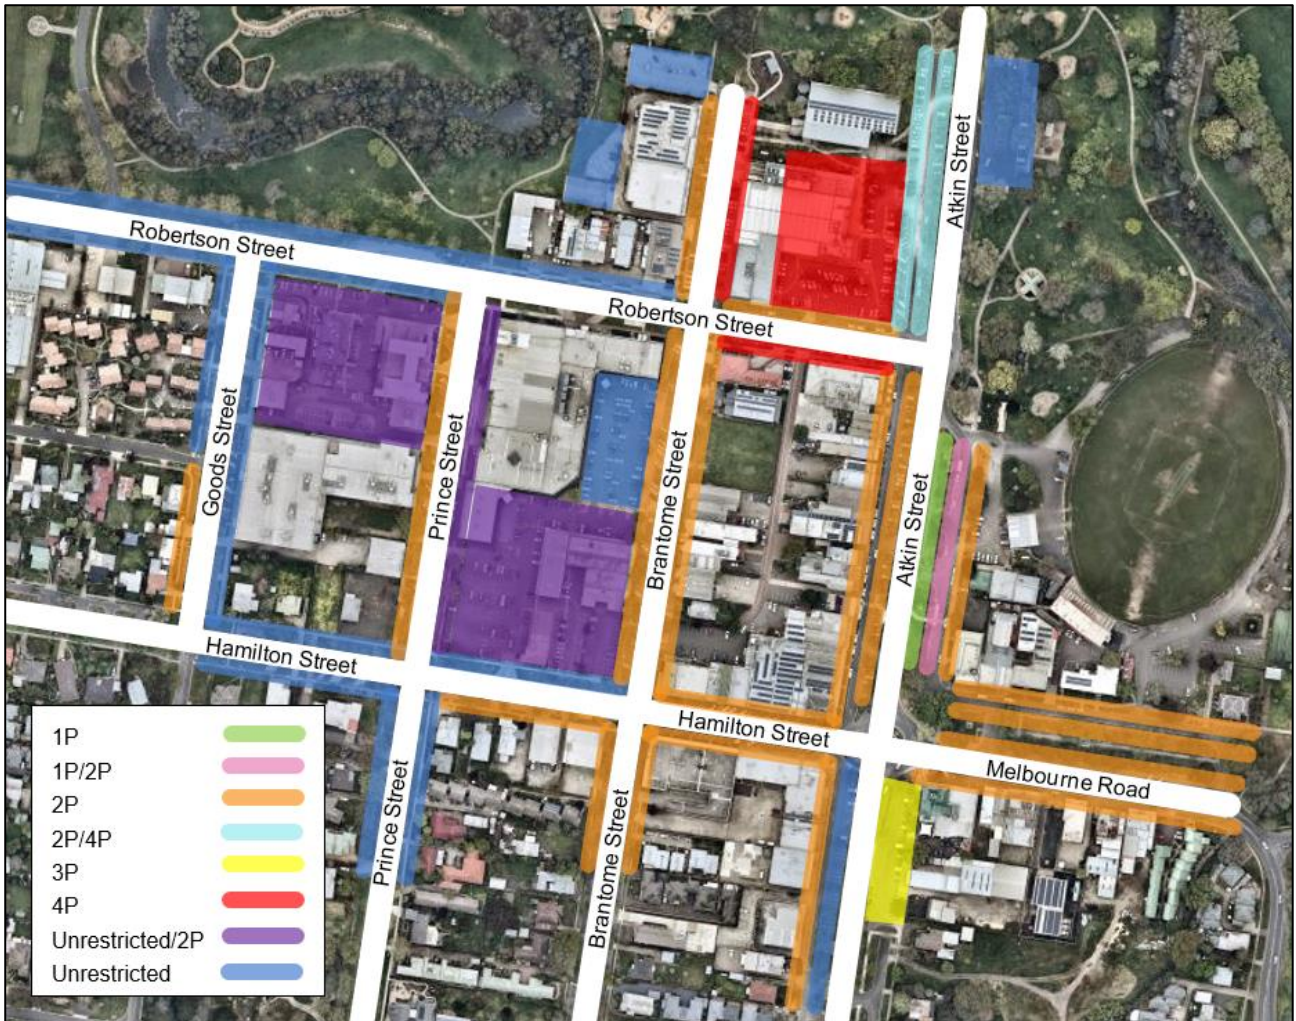 Atkin Street
Robertson Street
Robertson Street
Goods Street
Prince Street
Brantome Street
Atkin Street
Hamilton Street
Hamilton Street
Melbourne Road
Prince Street
Brantome Street
1P
1P/2P
2P
2P/4P
3P
4P
Unrestricted/2P
Unrestricted